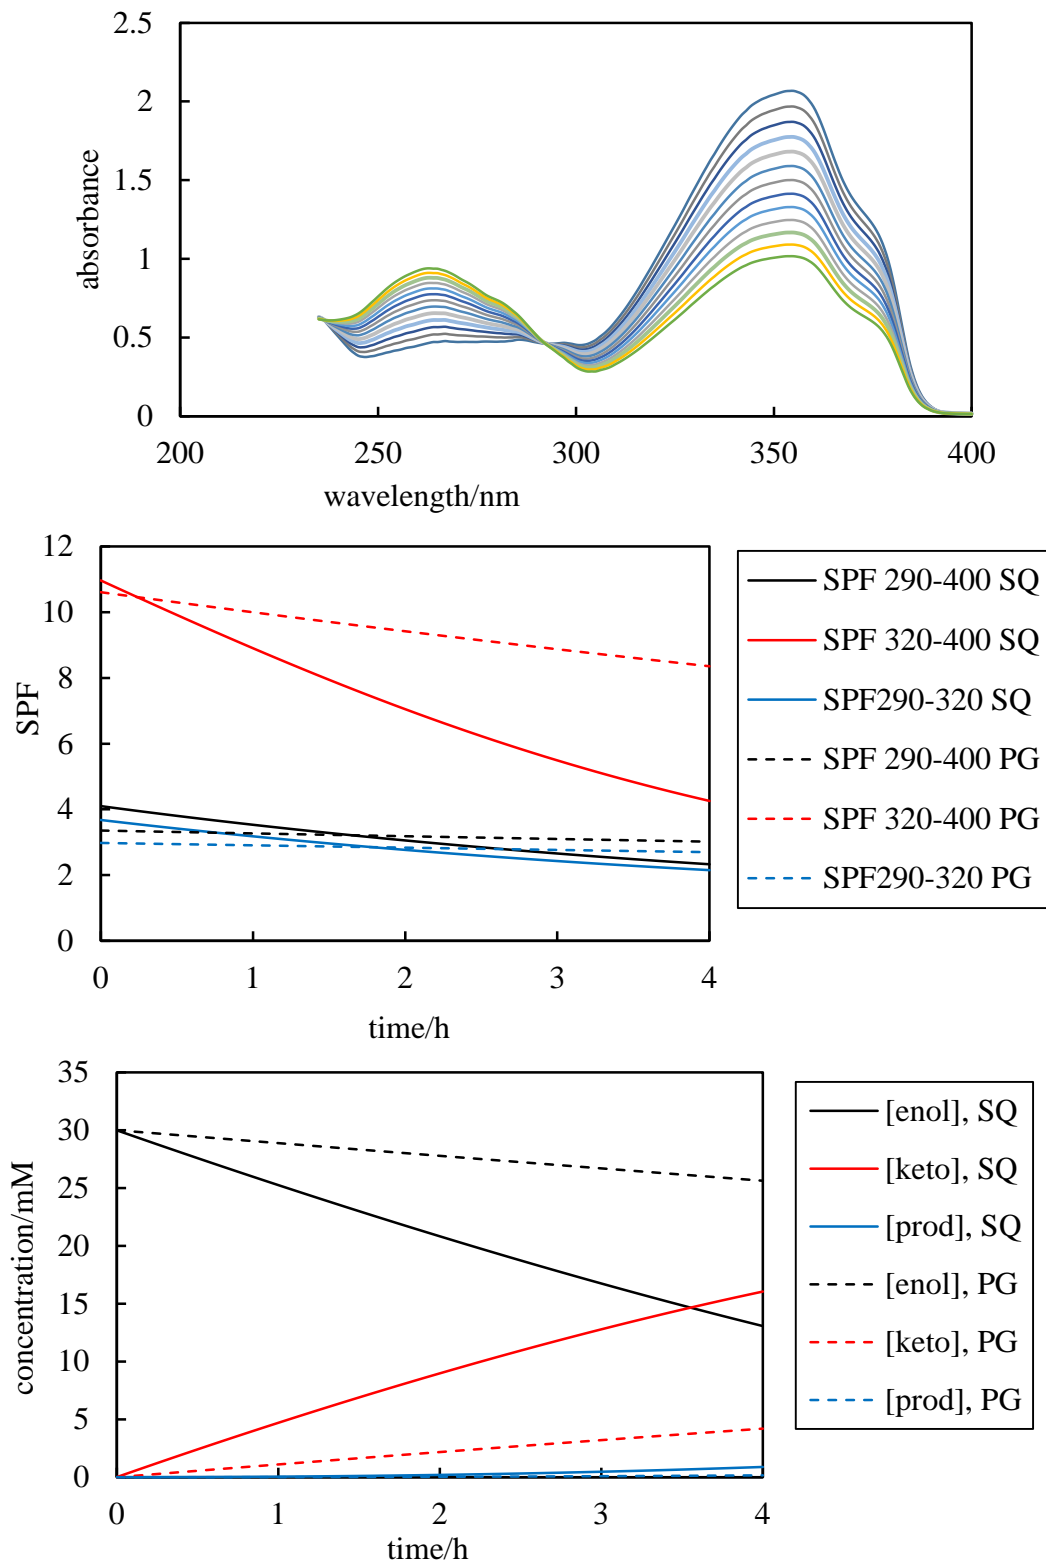 2.5
2
1.5
1
0.5
0
absorbance
200 250 300 350 400
wavelength/nm
12
10
8
6
4
2
0
SPF
0 1 2 3 4
time/h
SPF 290-400 SQ
SPF 320-400 SQ
SPF290-320 SQ
SPF 290-400 PG
SPF 320-400 PG
SPF290-320 PG
35
30
25
20
15
10
5
0
concentration/mM
0 1 2 3 4
time/h
[enol], SQ
[keto], SQ
[prod], SQ
[enol], PG
[keto], PG
[prod], PG